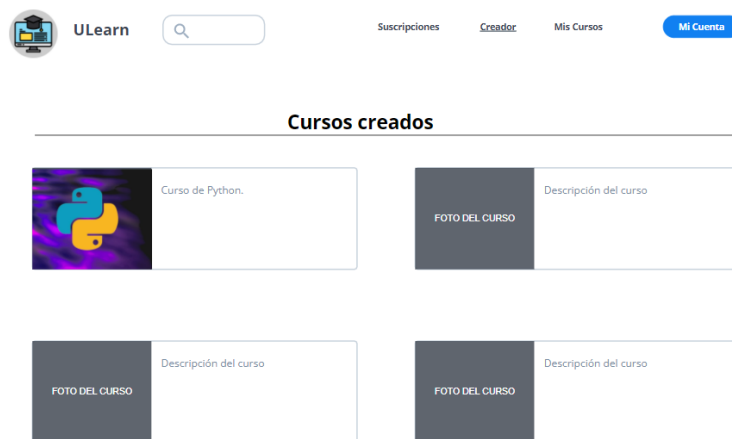 ULearn
Suscripciones
Creador
Mis Cursos
Mi Cuenta
Cursos creados
Curso de Python.
FOTO DEL CURSO
Descripción del curso
FOTO DEL CURSO
Descripción del curso
FOTO DEL CURSO
Descripción del curso